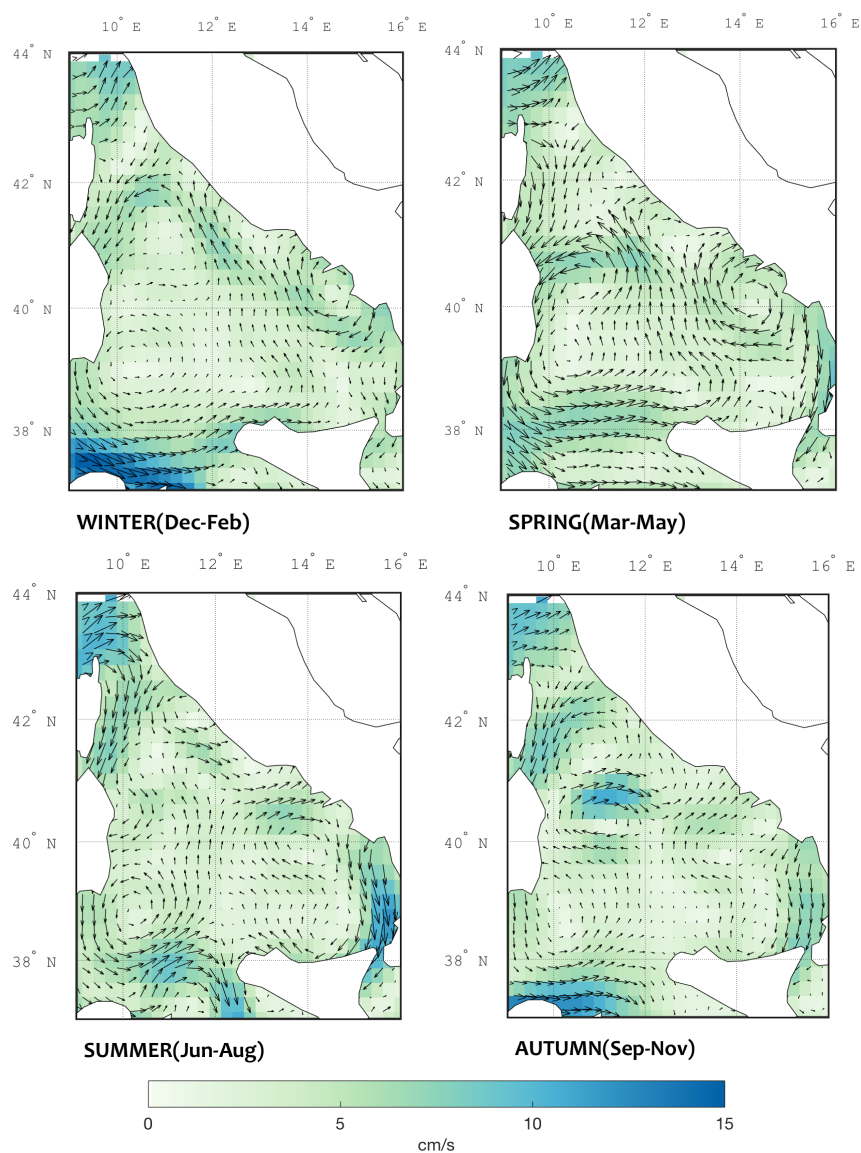 10° E 12° E 14° E 16° E 10° E 12° E 14° E 16° E
44° N 44° N
42° N 42° N
40° N 40° N
38° N 38° N
WINTER(Dec-Feb) SPRING(Mar-May)
10° E 12° E 14° E 16° E 10° E 12° E 14° E 16° E
44° N 44° N
42° N 42° N
40° N 40° N
38° N 38° N
SUMMER(Jun-Aug) AUTUMN(Sep-Nov)
0 5 10 15
cm/s